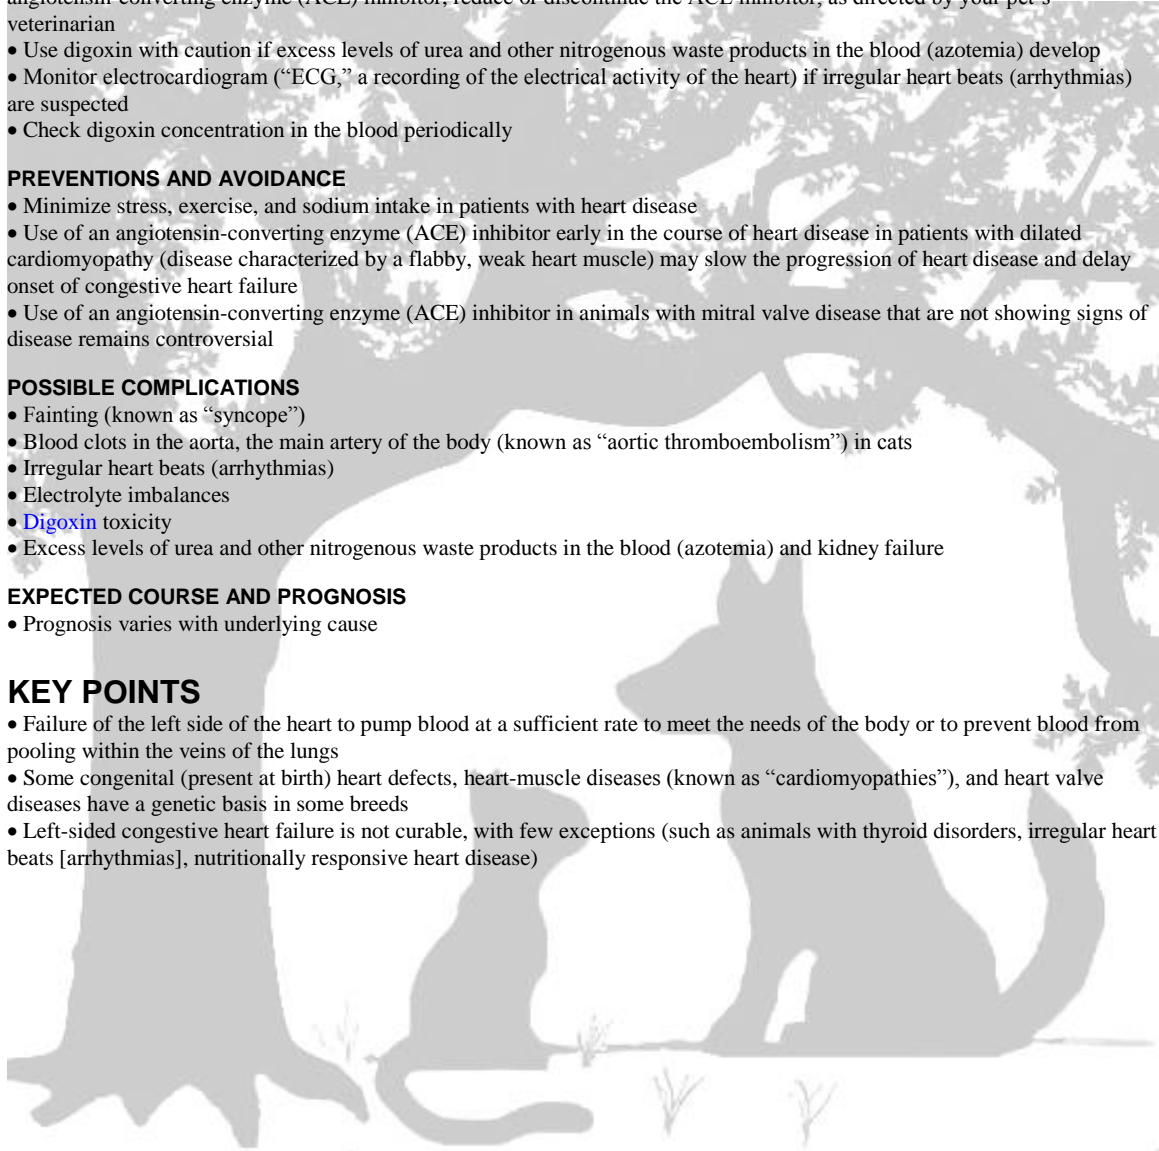 angiotensin-converting enzyme (ACE) inhibitor, reduce or discontinue the ACE inhibitor, as directed by your pet's
veterinarian
• Use digoxin with caution if excess levels of urea and other nitrogenous waste products in the blood (azotemia) develop
• Monitor electrocardiogram (“ECG,” a recording of the electrical activity of the heart) if irregular heart beats (arrhythmias)
are suspected
• Check digoxin concentration in the blood periodically
PREVENTIONS AND AVOIDANCE
• Minimize stress, exercise, and sodium intake in patients with heart disease
• Use of an angiotensin-converting enzyme (ACE) inhibitor early in the course of heart disease in patients with dilated
cardiomyopathy (disease characterized by a flabby, weak heart muscle) may slow the progression of heart disease and delay
onset of congestive heart failure
• Use of an angiotensin-converting enzyme (ACE) inhibitor in animals with mitral valve disease that are not showing signs of
disease remains controversial
POSSIBLE COMPLICATIONS
• Fainting (known as “syncope”)
• Blood clots in the aorta, the main artery of the body (known as “aortic thromboembolism”) in cats
• Irregular heart beats (arrhythmias)
• Electrolyte imbalances
• Digoxin toxicity
• Excess levels of urea and other nitrogenous waste products in the blood (azotemia) and kidney failure
EXPECTED COURSE AND PROGNOSIS
• Prognosis varies with underlying cause
KEY POINTS
• Failure of the left side of the heart to pump blood at a sufficient rate to meet the needs of the body or to prevent blood from
pooling within the veins of the lungs
• Some congenital (present at birth) heart defects, heart-muscle diseases (known as “cardiomyopathies”), and heart valve
diseases have a genetic basis in some breeds
• Left-sided congestive heart failure is not curable, with few exceptions (such as animals with thyroid disorders, irregular heart
beats [arrhythmias], nutritionally responsive heart disease)